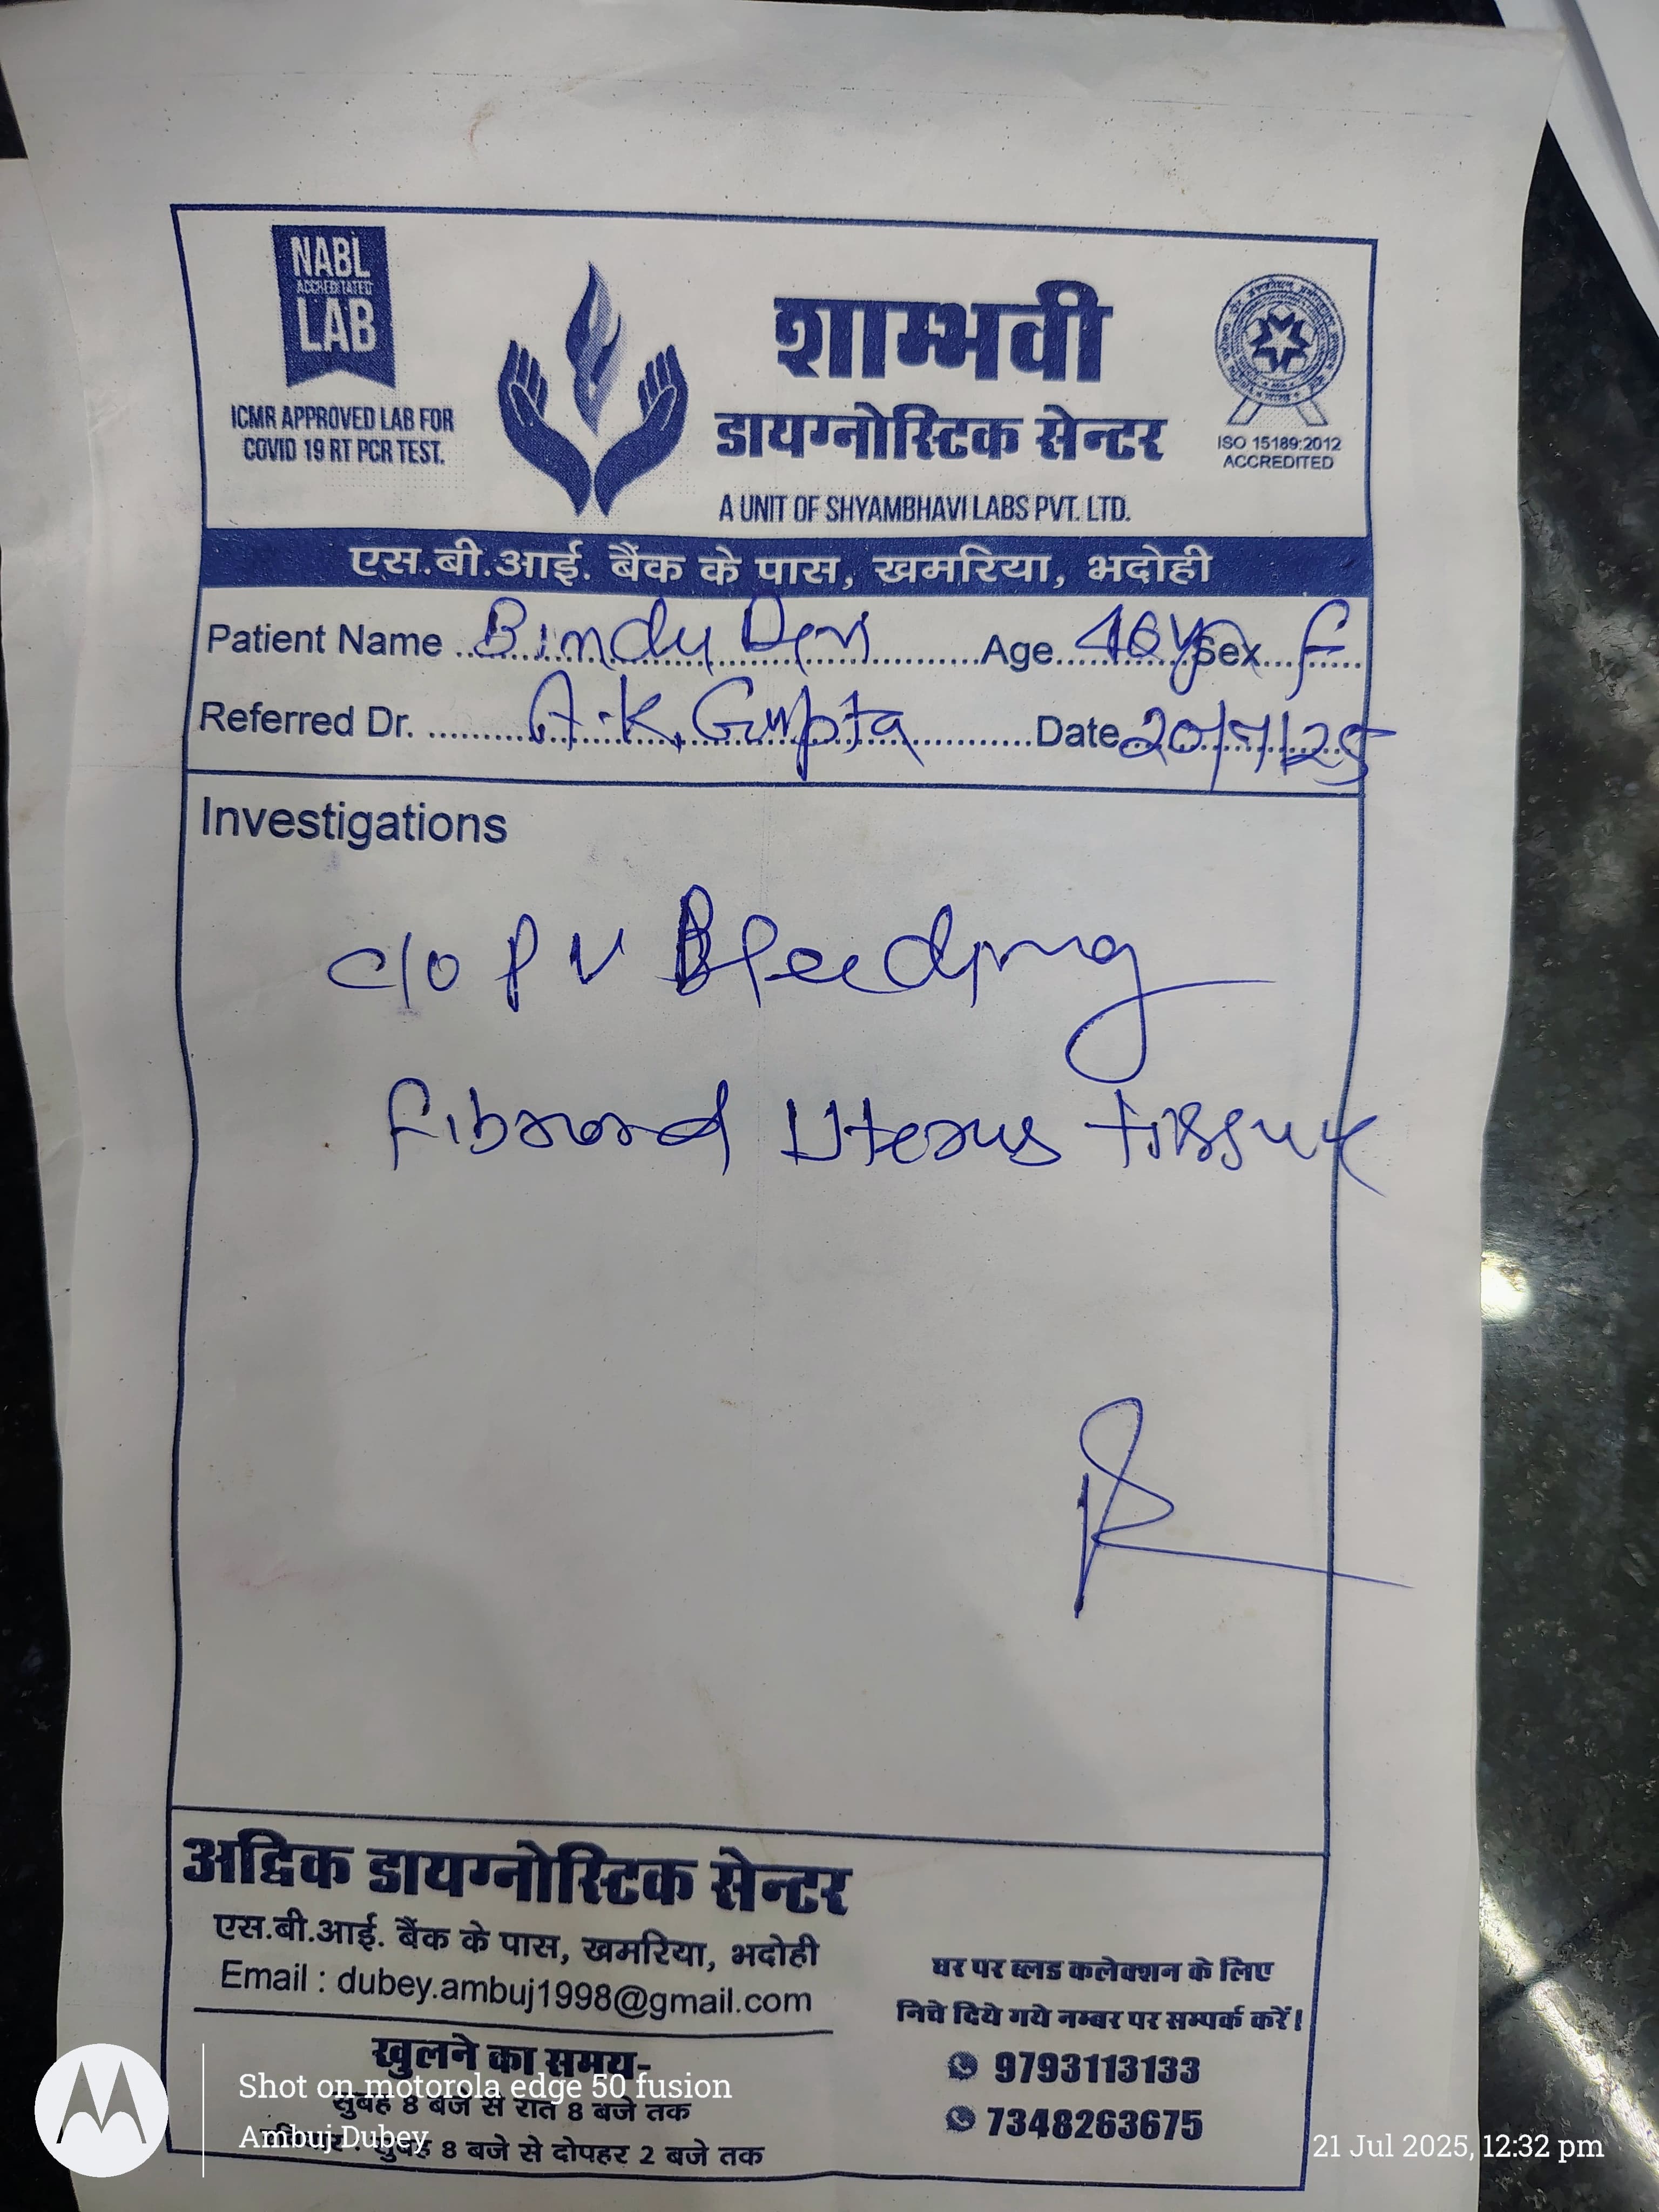 NABL
ACCREDITATED
LAB
ICMR APPROVED LAB FOR
COVID 19 RT PCR TEST.
शाम्भवी
डायग्नोस्टिक सेन्टर
A UNIT OF SHYAMBHAVI LABS PVT. LTD.
ISO 15189:2012
ACCREDITED
एस.बी.आई. बैंक के पास, खमरिया, भदोही
Patient Name Bindu Devi Age Sex F
Referred Dr. A.K. Gupta Date 20/7/25
Investigations
c/o P V Bleeding
Fibroid Uterus tissue
अद्विक डायग्नोस्टिक सेन्टर
एस.बी.आई. बैंक के पास, खमरिया, भदोही
Email : dubey.ambuj1998@gmail.com
खुलने का समय-
सुबह 8 बजे से रात 8 बजे तक
सुबह 8 बजे से दोपहर 2 बजे तक
घर पर ब्लड कलेक्शन के लिए
निचे दिये गये नम्बर पर सम्पर्क करें!
9793113133
7348263675
Shot on motorola edge 50 fusion
Ambuj Dubey
21 Jul 2025, 12:32 pm